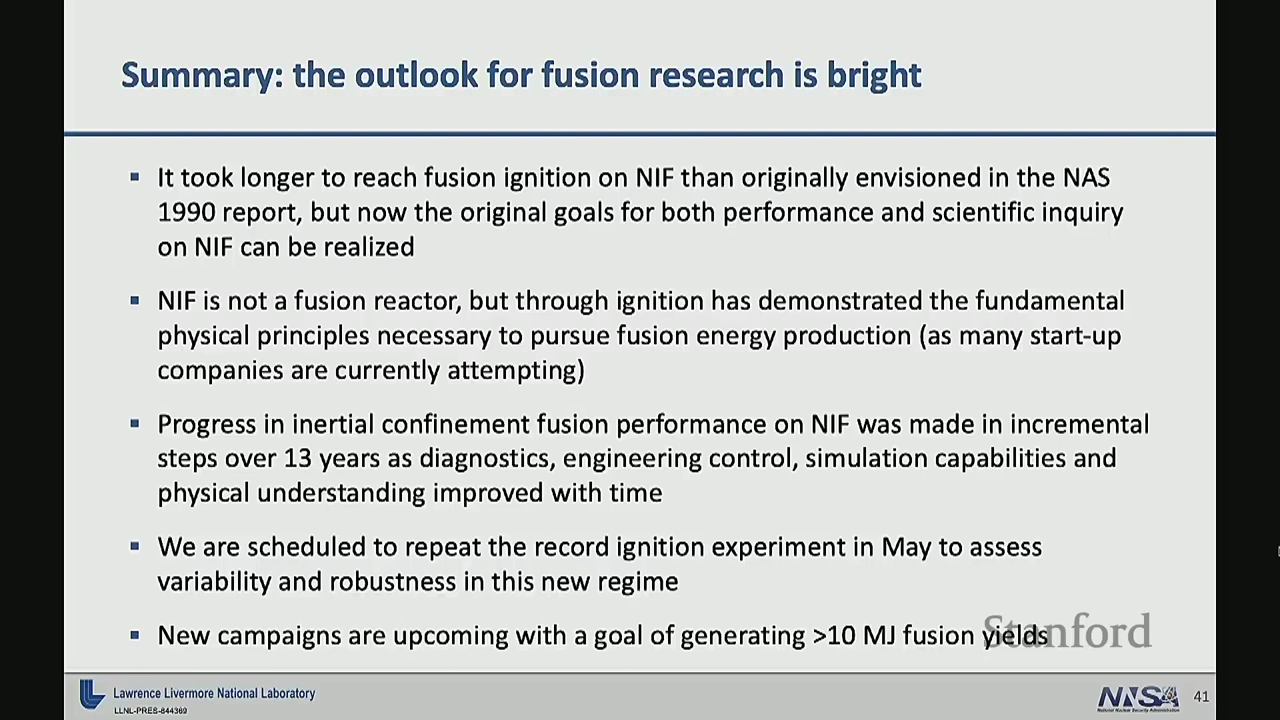 Summary: the outlook for fusion research is bright
▪ It took longer to reach fusion ignition on NIF than originally envisioned in the NAS
1990 report, but now the original goals for both performance and scientific inquiry
on NIF can be realized
▪ NIF is not a fusion reactor, but through ignition has demonstrated the fundamental
physical principles necessary to pursue fusion energy production (as many start-up
companies are currently attempting)
▪ Progress in inertial confinement fusion performance on NIF was made in incremental
steps over 13 years as diagnostics, engineering control, simulation capabilities and
physical understanding improved with time
▪ We are scheduled to repeat the record ignition experiment in May to assess
variability and robustness in this new regime
▪ New campaigns are upcoming with a goal of generating >10 MJ fusion yields
Stanford
Lawrence Livermore National Laboratory
LLNL-PRES-844369
NNSA
National Nuclear Security Administration
41